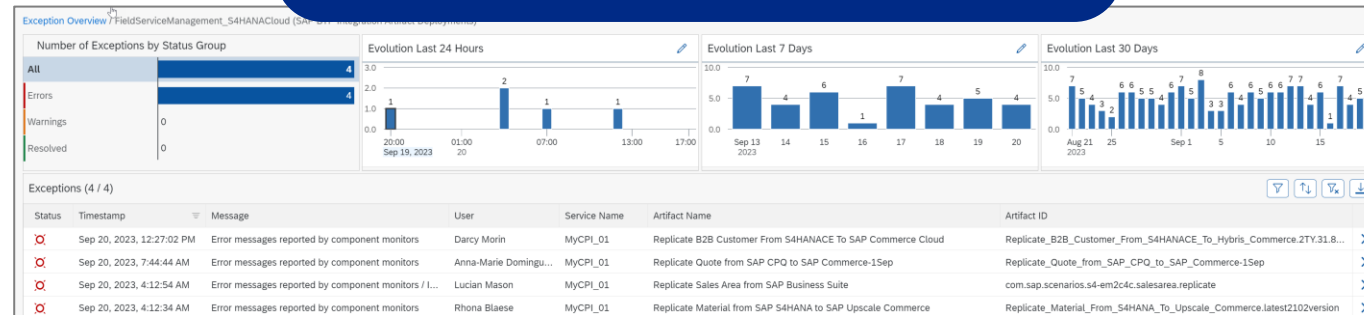 Exception Overview / FieldServiceManagement_S4HANACloud (SAP BTP Integration Artifact Deployments)
Number of Exceptions by Status Group
All 4
Errors 4
Warnings 0
Resolved 0
Evolution Last 24 Hours
3.0
2.0
1.0
0.0
1 2 1 1
20:00 01:00 07:00 13:00 17:00
Sep 19, 2023 20
Evolution Last 7 Days
10.0
5.0
0.0
7 4 6 1 7 4 5 4
Sep 13 14 15 16 17 18 19 20
2023
Evolution Last 30 Days
10.0
5.0
0.0
7 5 4 3 2 6 6 5 5 4 6 7 5 8 3 3 6 4 6 5 6 6 7 7 4 6 1 7 4 5
Aug 21 25 Sep 1 5 10 15
2023
Exceptions (4 / 4)
Status Timestamp Message User Service Name Artifact Name Artifact ID
Sep 20, 2023, 12:27:02 PM Error messages reported by component monitors Darcy Morin MyCPI_01 Replicate B2B Customer From S4HANACE To SAP Commerce Cloud Replicate_B2B_Customer_From_S4HANACE_To_Hybris_Commerce.2TY.31.8...
Sep 20, 2023, 7:44:44 AM Error messages reported by component monitors Anna-Marie Domingu... MyCPI_01 Replicate Quote from SAP CPQ to SAP Commerce-1Sep Replicate_Quote_from_SAP_CPQ_to_SAP_Commerce-1Sep
Sep 20, 2023, 4:12:54 AM Error messages reported by component monitors / I... Lucian Mason MyCPI_01 Replicate Sales Area from SAP Business Suite com.sap.scenarios.s4-em2c4c.salesarea.replicate
Sep 20, 2023, 4:12:34 AM Error messages reported by component monitors Rhona Blaese MyCPI_01 Replicate Material from SAP S4HANA to SAP Upscale Commerce Replicate_Material_From_S4HANA_To_Upscale_Commerce.latest2102version